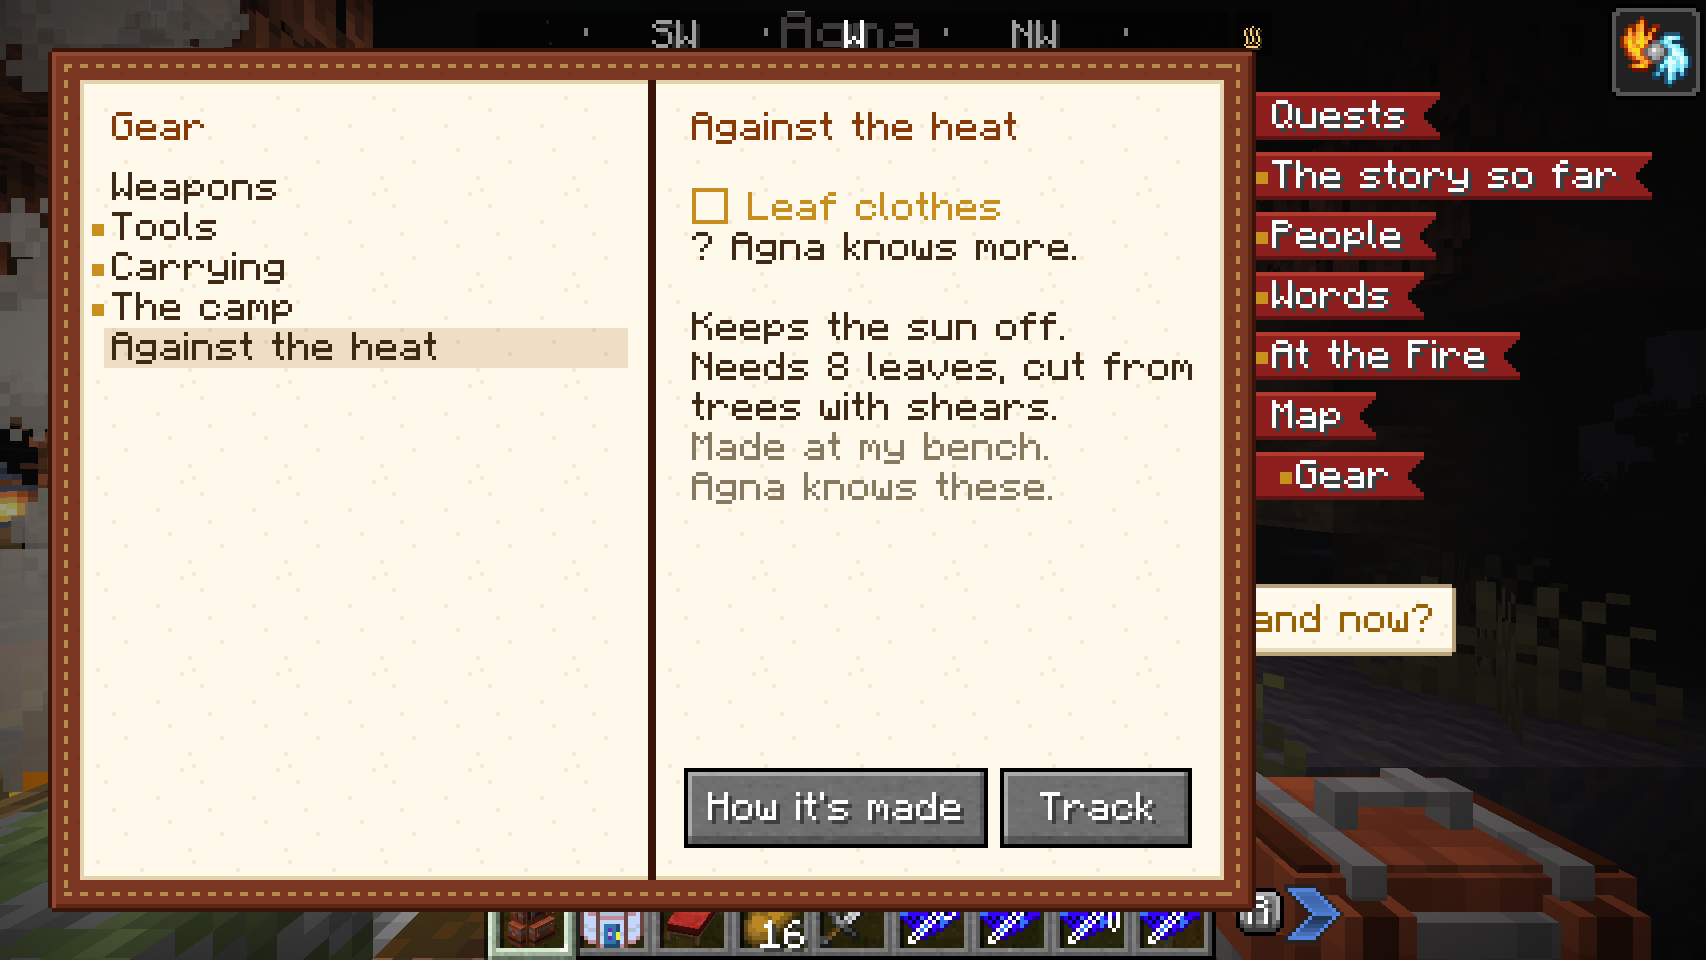 SW
Agna
W
NW
Gear
Weapons
Tools
Carrying
The camp
Against the heat
Against the heat
Leaf clothes
? Agna knows more.
Keeps the sun off.
Needs 8 leaves, cut from
trees with shears.
Made at my bench.
Agna knows these.
How it's made
Track
Quests
The story so far
People
Words
At the Fire
Map
Gear
and now?
16